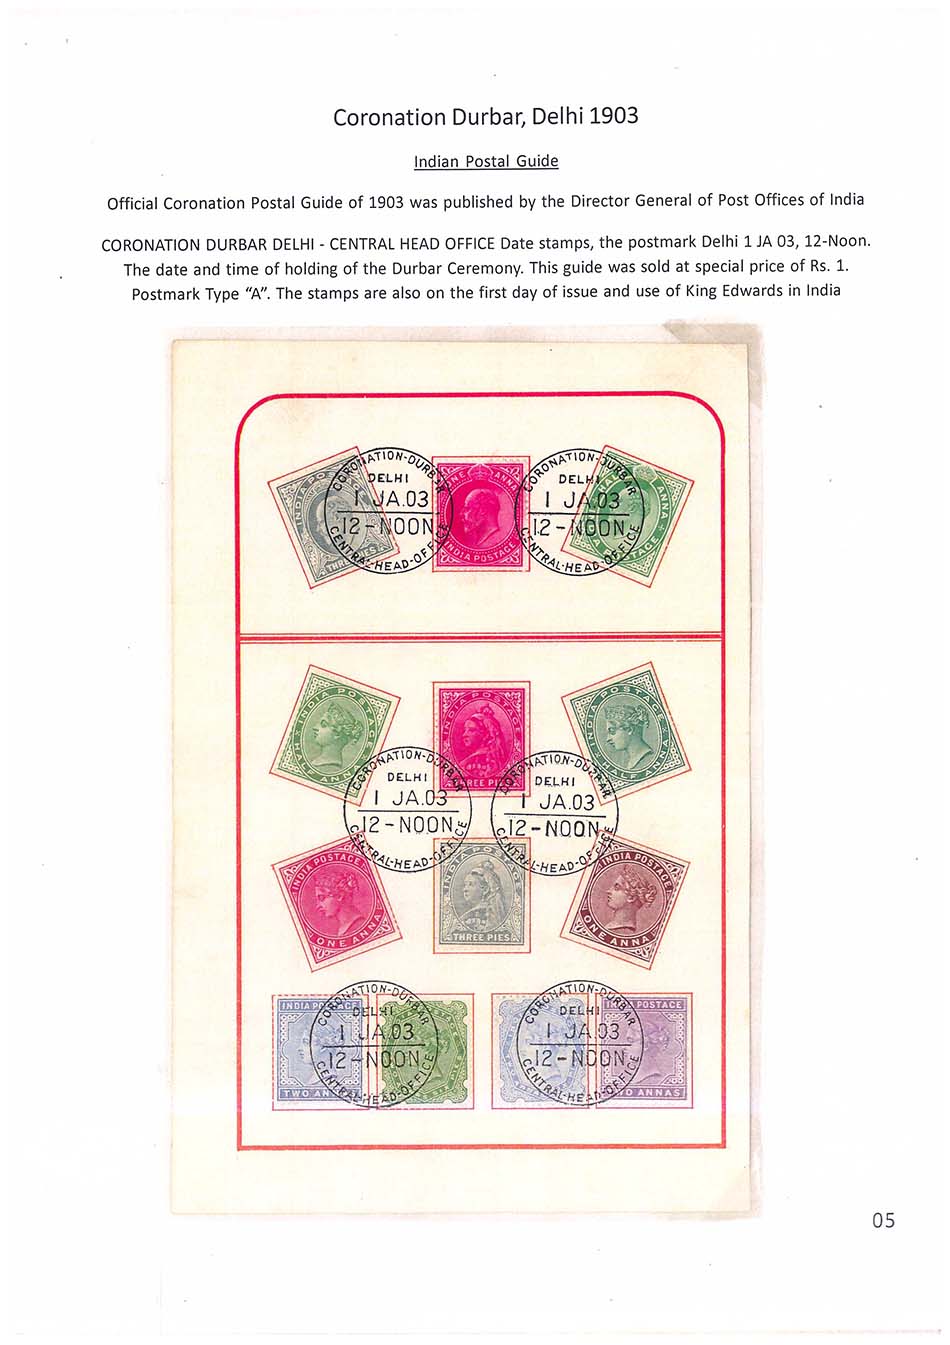 Coronation Durbar, Delhi 1903
Indian Postal Guide
Official Coronation Postal Guide of 1903 was published by the Director General of Post Offices of India
CORONATION DURBAR DELHI - CENTRAL HEAD OFFICE Date stamps, the postmark Delhi 1 JA 03, 12-Noon.
The date and time of holding of the Durbar Ceremony. This guide was sold at special price of Rs. 1.
Postmark Type “A”. The stamps are also on the first day of issue and use of King Edwards in India
INDIA POSTAGE
THREE PIES
ONE ANNA
INDIA POSTAGE
HALF ANNA
POSTAGE
CORONATION-DURBAR
DELHI
1 JA.03
12-NOON
CENTRAL-HEAD-OFFICE
CORONATION-DURBAR
DELHI
1 JA.03
12-NOON
CENTRAL-HEAD-OFFICE
INDIA POSTAGE
HALF ANNA
INDIA POSTAGE
THREE PIES
INDIA POSTAGE
HALF ANNA
CORONATION-DURBAR
DELHI
1 JA.03
12-NOON
CENTRAL-HEAD-OFFICE
CORONATION-DURBAR
DELHI
1 JA.03
12-NOON
CENTRAL-HEAD-OFFICE
INDIA POSTAGE
ONE ANNA
INDIA POSTAGE
THREE PIES
INDIA POSTAGE
ONE ANNA
INDIA POSTAGE
TWO ANNAS
CORONATION-DURBAR
DELHI
1 JA.03
12-NOON
CENTRAL-HEAD-OFFICE
CORONATION-DURBAR
DELHI
1 JA.03
12-NOON
CENTRAL-HEAD-OFFICE
INDIA POSTAGE
TWO ANNAS
05